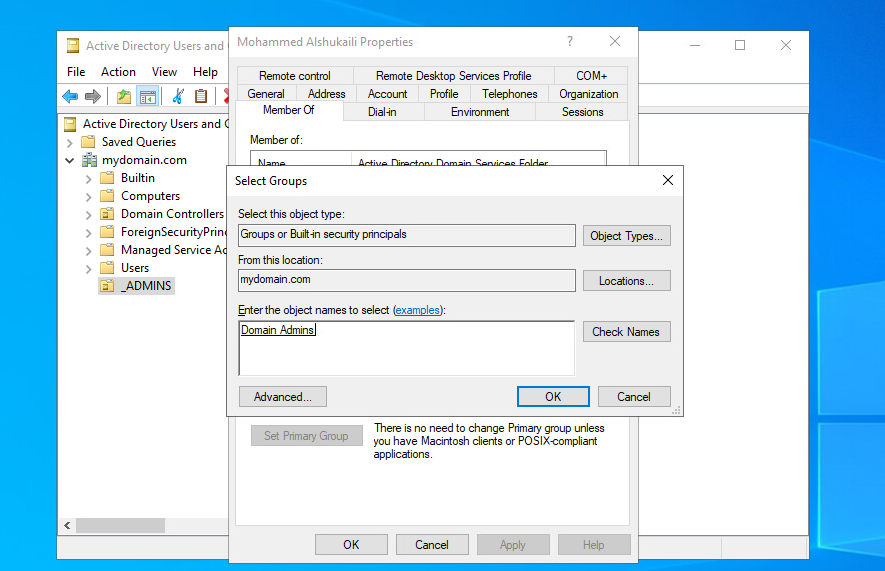 Active Directory Users and
File Action View Help
Active Directory Users and
Saved Queries
mydomain.com
Builtin
Computers
Domain Controllers
ForeignSecurityPrin
Managed Service Ac
Users
_ADMINS
Mohammed Alshukaili Properties
Remote control Remote Desktop Services Profile COM+
General Address Account Profile Telephones Organization
Member Of Dial-in Environment Sessions
Member of:
Name Active Directory Domain Services Folder
Select Groups
Select this object type:
Groups or Built-in security principals
Object Types...
From this location:
mydomain.com
Locations...
Enter the object names to select (examples):
Domain Admins
Check Names
Advanced...
OK
Cancel
Set Primary Group
There is no need to change Primary group unless
you have Macintosh clients or POSIX-compliant
applications.
OK Cancel Apply Help